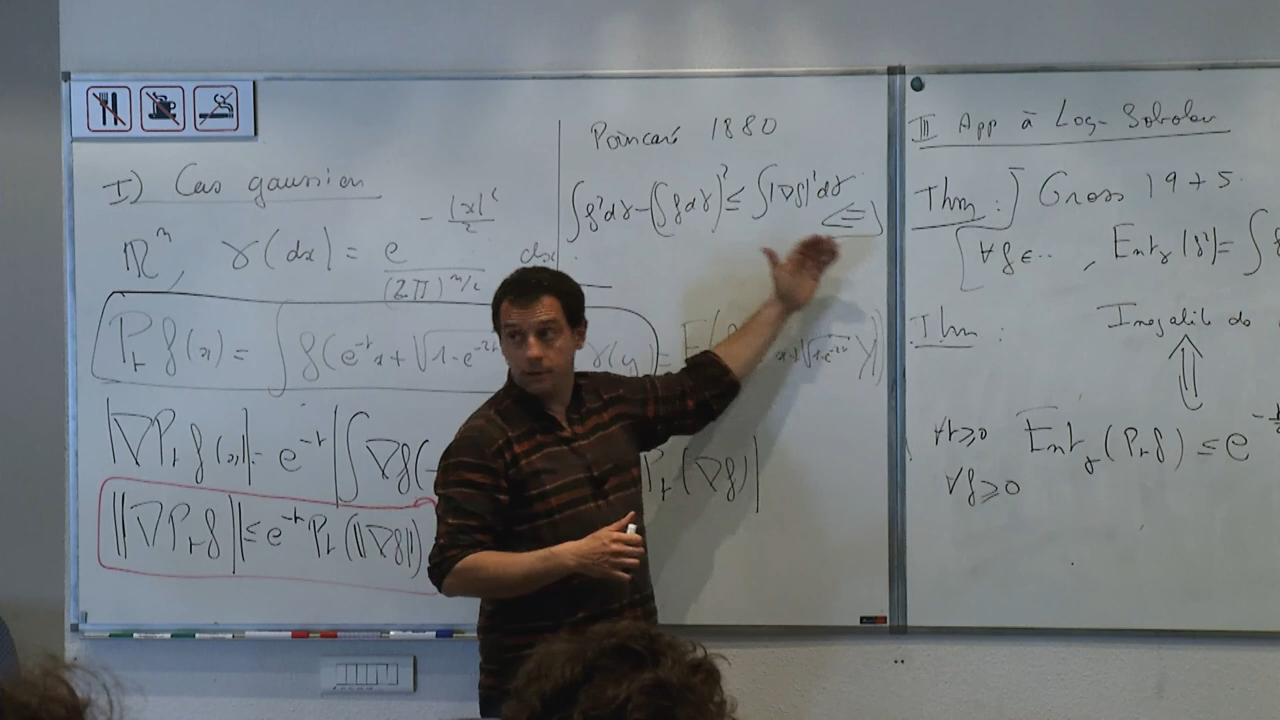 I) Cas gaussien
ℝⁿ, γ(dx) = e^{-|x|²/2} / (2π)^{n/2} dx
P_t f(x) = ∫ f(e^{-t}x + √(1-e^{-2t}
γ(y) = E(f
x+√(1-e^{-2t}) Y)
|∇P_t f(x)| = e^{-t} |∫ ∇f(
P_t(∇f)|
‖∇P_t f‖ ≤ e^{-t} P_t(‖∇f‖)
Poincaré 1880
∫f²dγ - (∫f dγ)² ≤ ∫|∇f|²dγ
⇐
III App à Log-Sobolev
Thm : Gross 1975.
∀f ∈ .. , Ent_γ(f²) = ∫
Thm : Inégalité de
⇕
∀t≥0 Ent_γ(P_t f) ≤ e^{-
∀f≥0